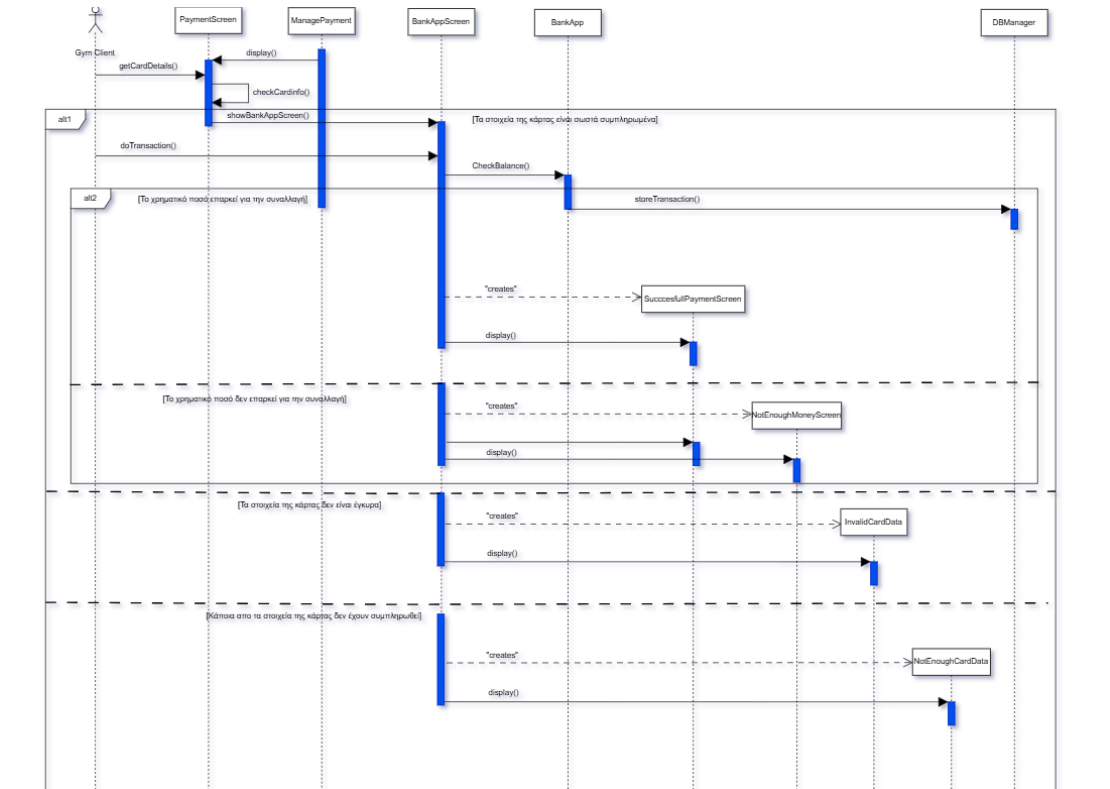 PaymentScreen
ManagePayment
BankAppScreen
BankApp
DBManager
Gym Client
display()
getCardDetails()
checkCardinfo()
alt1
showBankAppScreen()
[Τα στοιχεία της κάρτας είναι σωστά συμπληρωμένα]
doTransaction()
CheckBalance()
alt2
[Το χρηματικό ποσό επαρκεί για την συναλλαγή]
storeTransaction()
"creates"
SucccesfullPaymentScreen
display()
[Το χρηματικό ποσό δεν επαρκεί για την συναλλαγή]
"creates"
NotEnoughMoneyScreen
display()
[Τα στοιχεία της κάρτας δεν είναι έγκυρα]
"creates"
InvalidCardData
display()
[Κάποια απο τα στοιχεία της κάρτας δεν έχουν συμπληρωθεί]
"creates"
NotEnoughCardData
display()